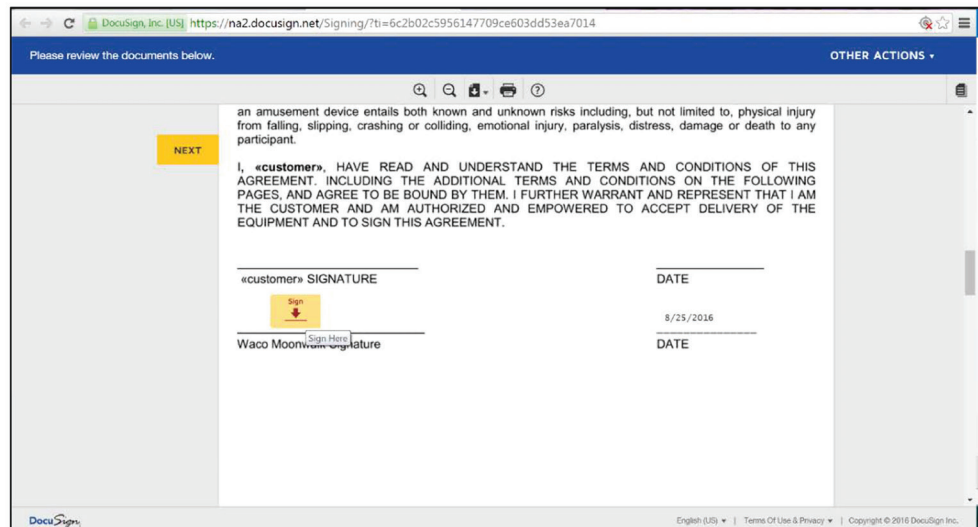 DocuSign, Inc. [US] https://na2.docusign.net/Signing/?ti=6c2b02c5956147709ce603dd53ea7014
Please review the documents below.
OTHER ACTIONS
an amusement device entails both known and unknown risks including, but not limited to, physical injury
from falling, slipping, crashing or colliding, emotional injury, paralysis, distress, damage or death to any
participant.
NEXT
I, «customer», HAVE READ AND UNDERSTAND THE TERMS AND CONDITIONS OF THIS
AGREEMENT. INCLUDING THE ADDITIONAL TERMS AND CONDITIONS ON THE FOLLOWING
PAGES, AND AGREE TO BE BOUND BY THEM. I FURTHER WARRANT AND REPRESENT THAT I AM
THE CUSTOMER AND AM AUTHORIZED AND EMPOWERED TO ACCEPT DELIVERY OF THE
EQUIPMENT AND TO SIGN THIS AGREEMENT.
«customer» SIGNATURE DATE
Sign
8/25/2016
Sign Here
Waco Moonwalk Signature DATE
DocuSign
English (US) | Terms Of Use & Privacy | Copyright © 2016 DocuSign Inc.